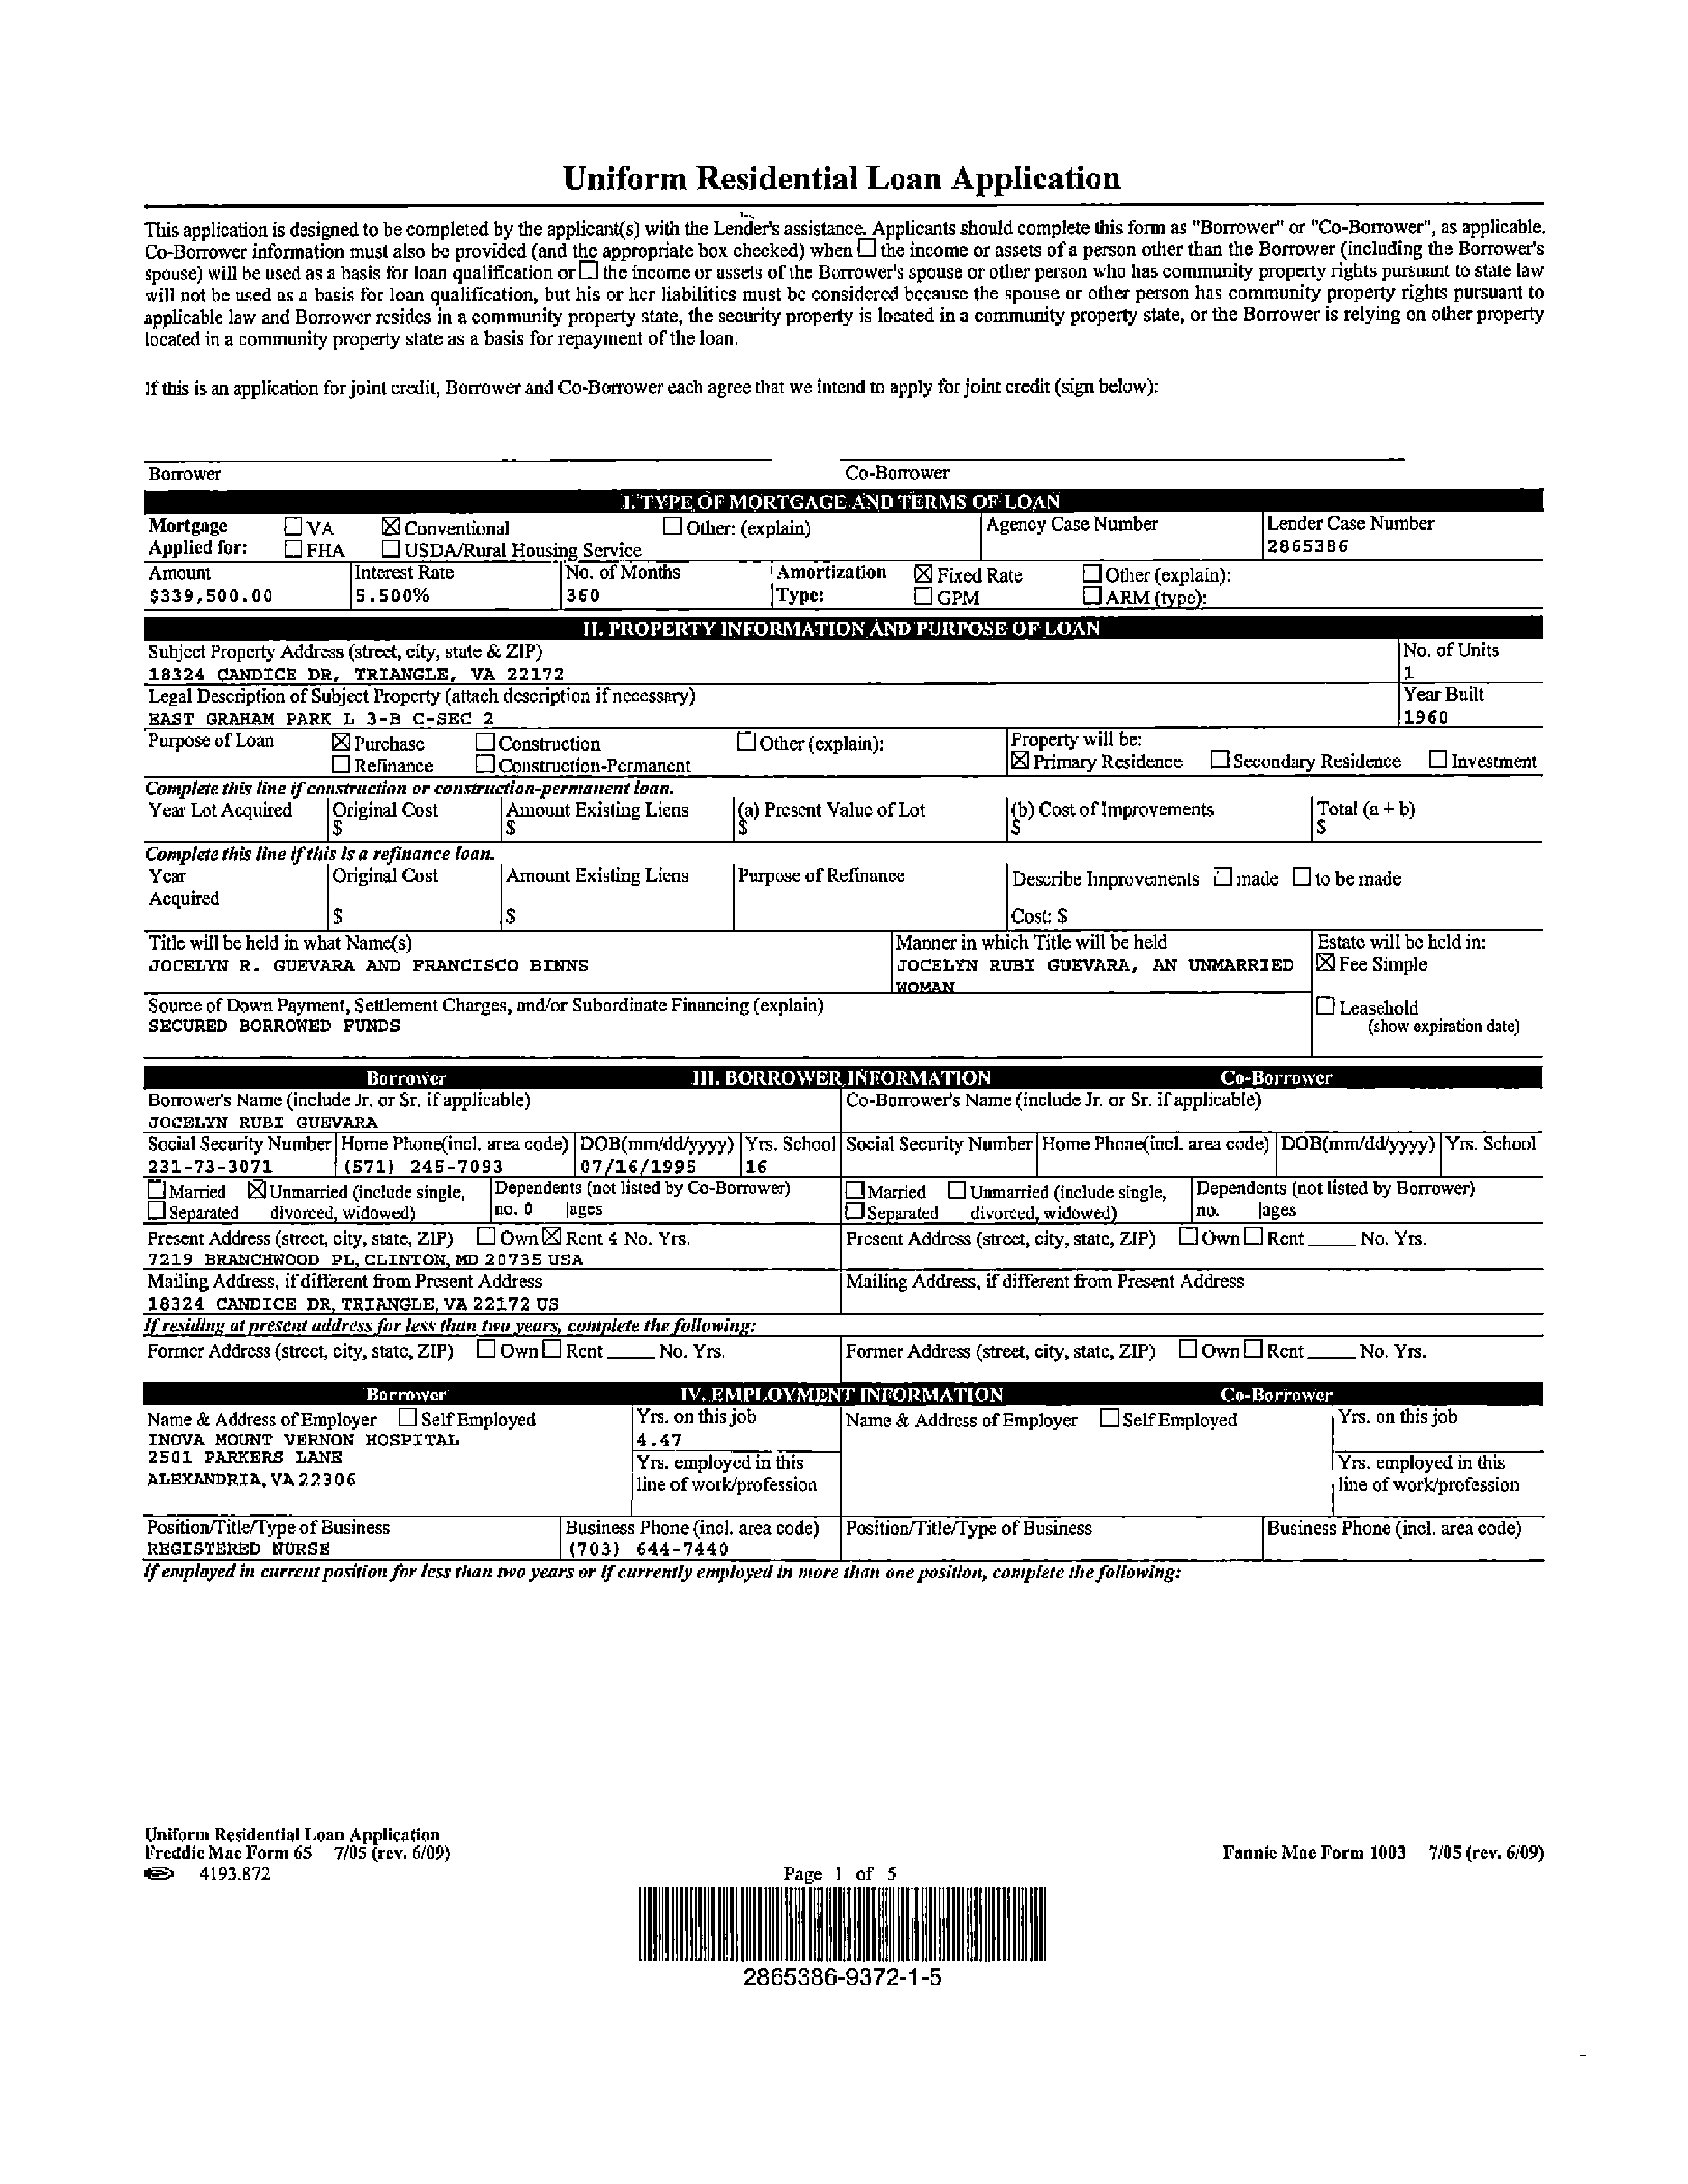 Uniform Residential Loan Application
This application is designed to be completed by the applicant(s) with the Lender's assistance. Applicants should complete this form as "Borrower" or "Co-Borrower", as applicable.
Co-Borrower information must also be provided (and the appropriate box checked) when ☐ the income or assets of a person other than the Borrower (including the Borrower's
spouse) will be used as a basis for loan qualification or ☐ the income or assets of the Borrower's spouse or other person who has community property rights pursuant to state law
will not be used as a basis for loan qualification, but his or her liabilities must be considered because the spouse or other person has community property rights pursuant to
applicable law and Borrower resides in a community property state, the security property is located in a community property state, or the Borrower is relying on other property
located in a community property state as a basis for repayment of the loan.
If this is an application for joint credit, Borrower and Co-Borrower each agree that we intend to apply for joint credit (sign below):
Borrower Co-Borrower
I. TYPE OF MORTGAGE AND TERMS OF LOAN
Mortgage ☐ VA ☒ Conventional ☐ Other: (explain) Agency Case Number Lender Case Number
Applied for: ☐ FHA ☐ USDA/Rural Housing Service 2865386
Amount Interest Rate No. of Months Amortization ☒ Fixed Rate ☐ Other (explain):
$339,500.00 5.500% 360 Type: ☐ GPM ☐ ARM (type):
II. PROPERTY INFORMATION AND PURPOSE OF LOAN
Subject Property Address (street, city, state & ZIP) No. of Units
18324 CANDICE DR, TRIANGLE, VA 22172 1
Legal Description of Subject Property (attach description if necessary) Year Built
EAST GRAHAM PARK L 3-B C-SEC 2 1960
Purpose of Loan ☒ Purchase ☐ Construction ☐ Other (explain): Property will be:
☐ Refinance ☐ Construction-Permanent ☒ Primary Residence ☐ Secondary Residence ☐ Investment
Complete this line if construction or construction-permanent loan.
Year Lot Acquired Original Cost Amount Existing Liens (a) Present Value of Lot (b) Cost of Improvements Total (a + b)
$ $ $ $ $
Complete this line if this is a refinance loan.
Year Original Cost Amount Existing Liens Purpose of Refinance Describe Improvements ☐ made ☐ to be made
Acquired
$ $ Cost: $
Title will be held in what Name(s) Manner in which Title will be held Estate will be held in:
JOCELYN R. GUEVARA AND FRANCISCO BINNS JOCELYN RUBI GUEVARA, AN UNMARRIED ☒ Fee Simple
WOMAN
Source of Down Payment, Settlement Charges, and/or Subordinate Financing (explain) ☐ Leasehold
SECURED BORROWED FUNDS (show expiration date)
Borrower III. BORROWER INFORMATION Co-Borrower
Borrower's Name (include Jr. or Sr. if applicable) Co-Borrower's Name (include Jr. or Sr. if applicable)
JOCELYN RUBI GUEVARA
Social Security Number Home Phone(incl. area code) DOB(mm/dd/yyyy) Yrs. School Social Security Number Home Phone(incl. area code) DOB(mm/dd/yyyy) Yrs. School
231-73-3071 (571) 245-7093 07/16/1995 16
☐ Married ☒ Unmarried (include single, Dependents (not listed by Co-Borrower) ☐ Married ☐ Unmarried (include single, Dependents (not listed by Borrower)
☐ Separated divorced, widowed) no. 0 ages ☐ Separated divorced, widowed) no. ages
Present Address (street, city, state, ZIP) ☐ Own ☒ Rent 4 No. Yrs. Present Address (street, city, state, ZIP) ☐ Own ☐ Rent ____ No. Yrs.
7219 BRANCHWOOD PL, CLINTON, MD 20735 USA
Mailing Address, if different from Present Address Mailing Address, if different from Present Address
18324 CANDICE DR, TRIANGLE, VA 22172 US
If residing at present address for less than two years, complete the following:
Former Address (street, city, state, ZIP) ☐ Own ☐ Rent ____ No. Yrs. Former Address (street, city, state, ZIP) ☐ Own ☐ Rent ____ No. Yrs.
Borrower IV. EMPLOYMENT INFORMATION Co-Borrower
Name & Address of Employer ☐ Self Employed Yrs. on this job Name & Address of Employer ☐ Self Employed Yrs. on this job
INOVA MOUNT VERNON HOSPITAL 4.47
2501 PARKERS LANE Yrs. employed in this Yrs. employed in this
ALEXANDRIA, VA 22306 line of work/profession line of work/profession
Position/Title/Type of Business Business Phone (incl. area code) Position/Title/Type of Business Business Phone (incl. area code)
REGISTERED NURSE (703) 644-7440
If employed in current position for less than two years or if currently employed in more than one position, complete the following:
Uniform Residential Loan Application
Freddie Mac Form 65 7/05 (rev. 6/09) Fannie Mae Form 1003 7/05 (rev. 6/09)
4193.872 Page 1 of 5
2865386-9372-1-5